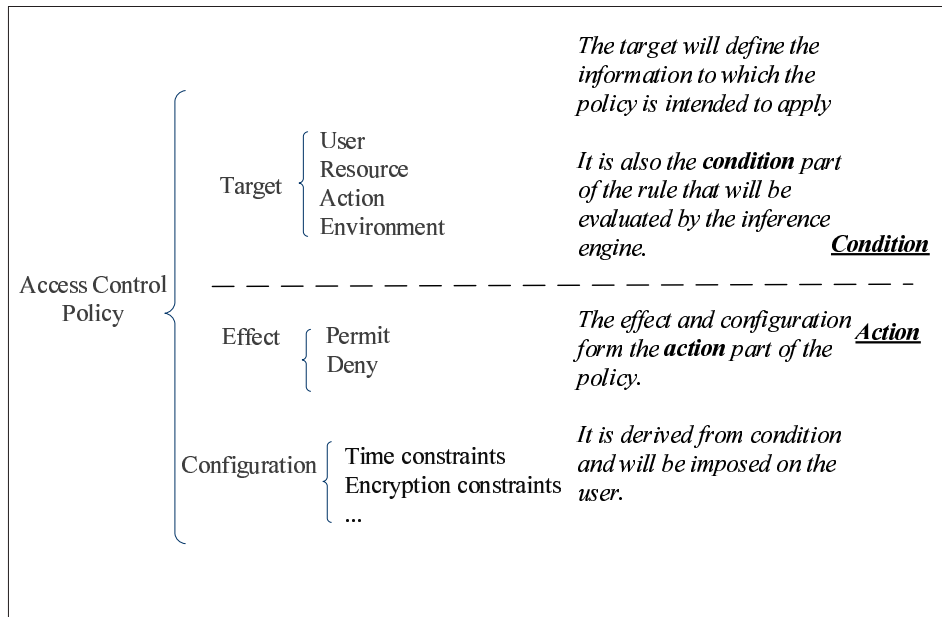 The target will define the
information to which the
policy is intended to apply
User
Resource
Target
Action
Environment
It is also the condition part
of the rule that will be
evaluated by the inference
engine.
Condition
Access Control
Policy
Effect
Permit
Deny
The effect and configuration
form the action part of the
policy.
Action
Configuration
Time constraints
Encryption constraints
...
It is derived from condition
and will be imposed on the
user.